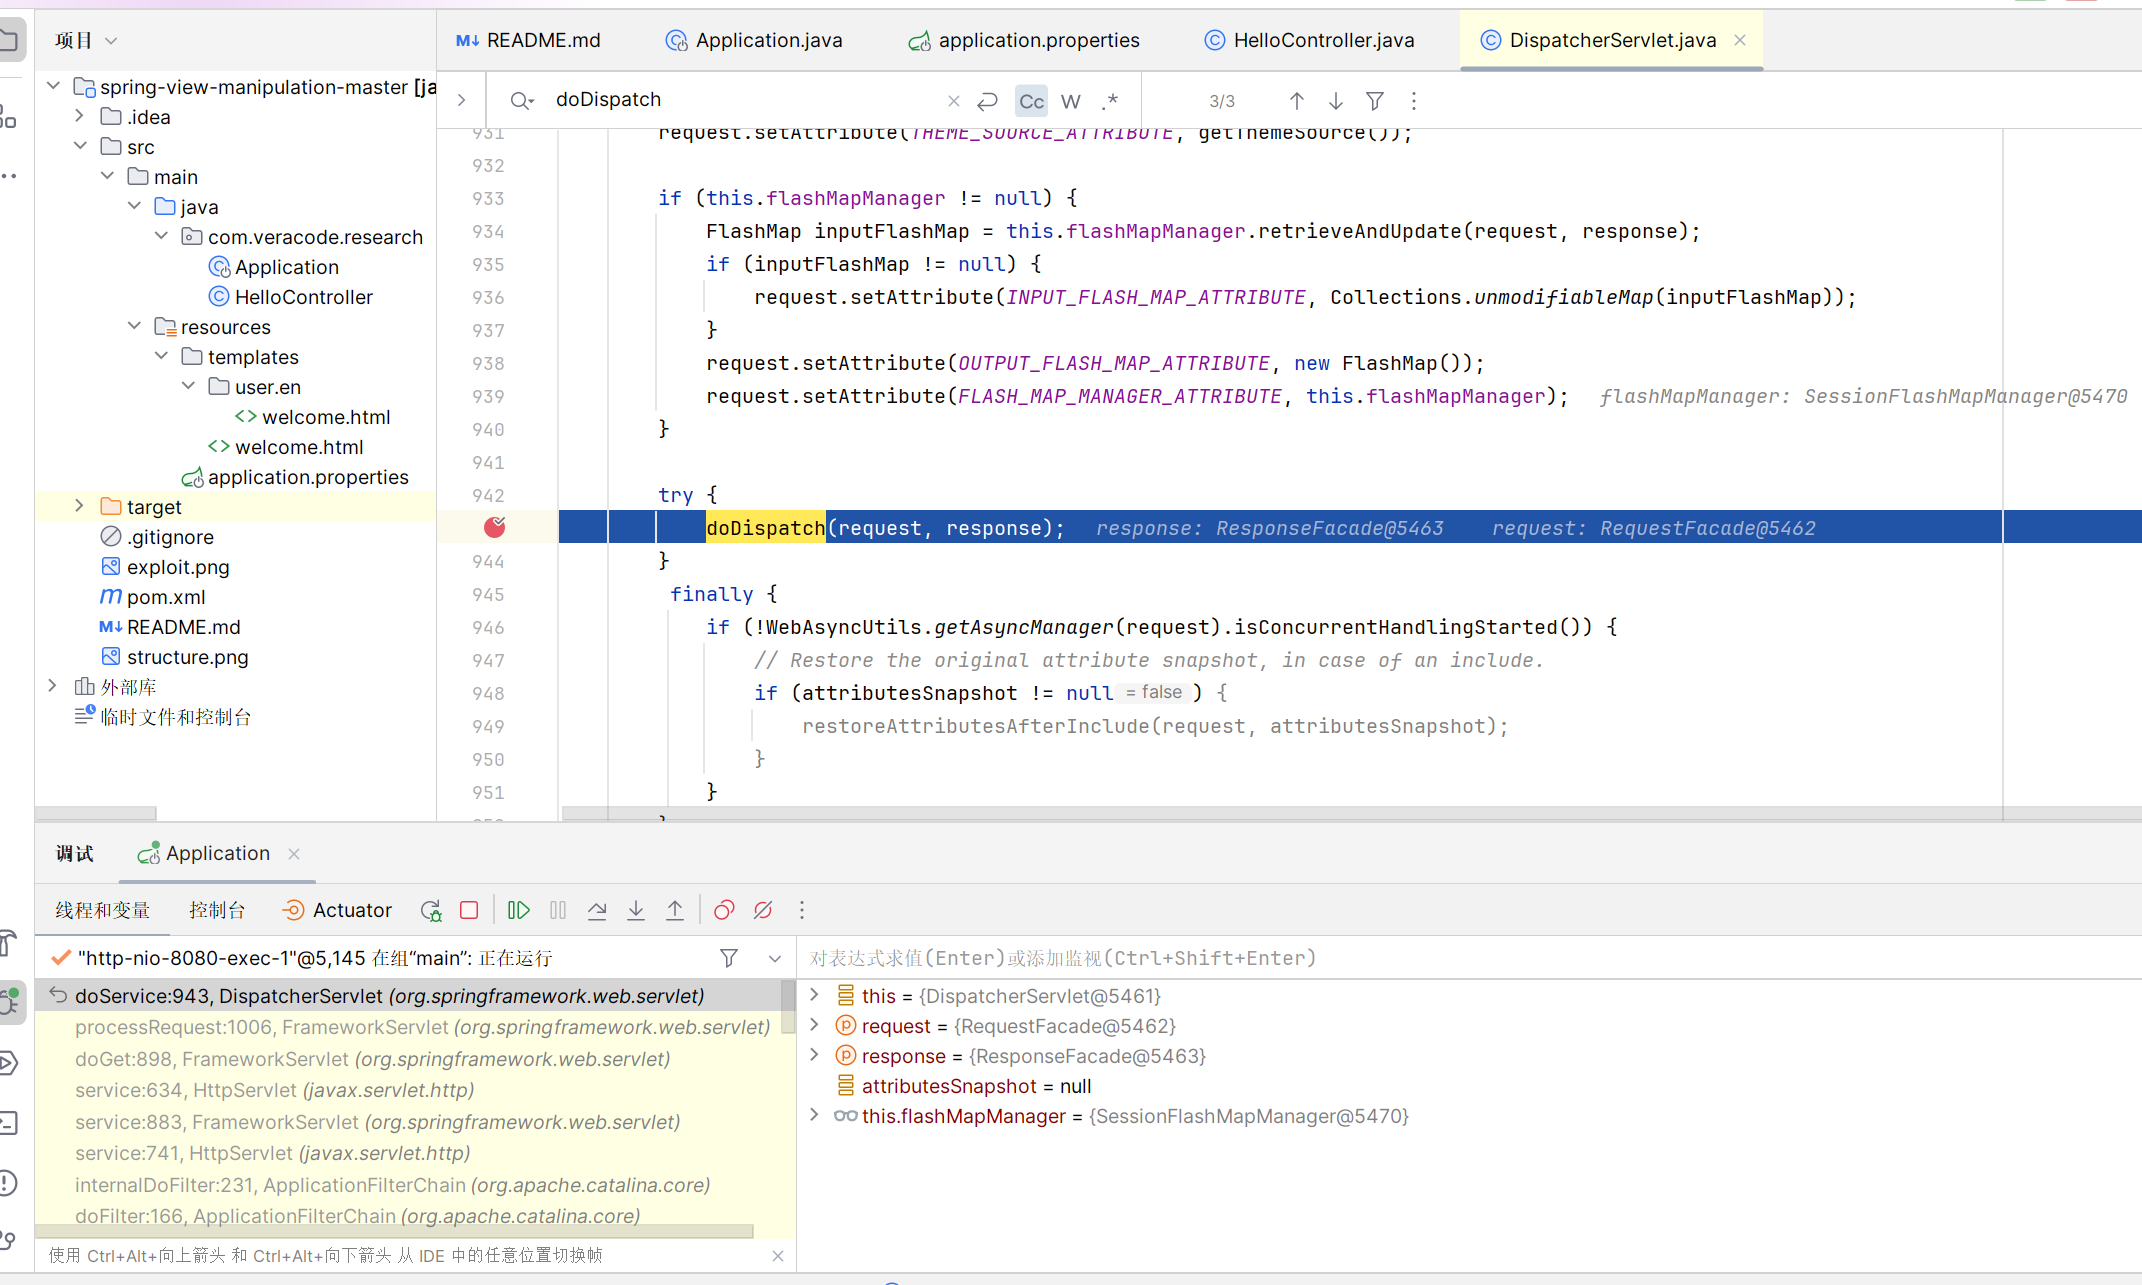 项目
README.md
Application.java
application.properties
HelloController.java
DispatcherServlet.java
spring-view-manipulation-master [ja
.idea
src
main
java
com.veracode.research
Application
HelloController
resources
templates
user.en
welcome.html
welcome.html
application.properties
target
.gitignore
exploit.png
pom.xml
README.md
structure.png
外部库
临时文件和控制台
doDispatch
Cc
W
.*
3/3
931 request.setAttribute(THEME_SOURCE_ATTRIBUTE, getThemeSource());
932
933 if (this.flashMapManager != null) {
934 FlashMap inputFlashMap = this.flashMapManager.retrieveAndUpdate(request, response);
935 if (inputFlashMap != null) {
936 request.setAttribute(INPUT_FLASH_MAP_ATTRIBUTE, Collections.unmodifiableMap(inputFlashMap));
937 }
938 request.setAttribute(OUTPUT_FLASH_MAP_ATTRIBUTE, new FlashMap());
939 request.setAttribute(FLASH_MAP_MANAGER_ATTRIBUTE, this.flashMapManager); flashMapManager: SessionFlashMapManager@5470
940 }
941
942 try {
doDispatch(request, response); response: ResponseFacade@5463 request: RequestFacade@5462
944 }
945 finally {
946 if (!WebAsyncUtils.getAsyncManager(request).isConcurrentHandlingStarted()) {
947 // Restore the original attribute snapshot, in case of an include.
948 if (attributesSnapshot != null = false ) {
949 restoreAttributesAfterInclude(request, attributesSnapshot);
950 }
951 }
调试
Application
线程和变量
控制台
Actuator
"http-nio-8080-exec-1"@5,145 在组“main”: 正在运行
doService:943, DispatcherServlet (org.springframework.web.servlet)
processRequest:1006, FrameworkServlet (org.springframework.web.servlet)
doGet:898, FrameworkServlet (org.springframework.web.servlet)
service:634, HttpServlet (javax.servlet.http)
service:883, FrameworkServlet (org.springframework.web.servlet)
service:741, HttpServlet (javax.servlet.http)
internalDoFilter:231, ApplicationFilterChain (org.apache.catalina.core)
doFilter:166, ApplicationFilterChain (org.apache.catalina.core)
使用 Ctrl+Alt+向上箭头 和 Ctrl+Alt+向下箭头 从 IDE 中的任意位置切换帧
对表达式求值(Enter)或添加监视(Ctrl+Shift+Enter)
this = {DispatcherServlet@5461}
request = {RequestFacade@5462}
response = {ResponseFacade@5463}
attributesSnapshot = null
this.flashMapManager = {SessionFlashMapManager@5470}